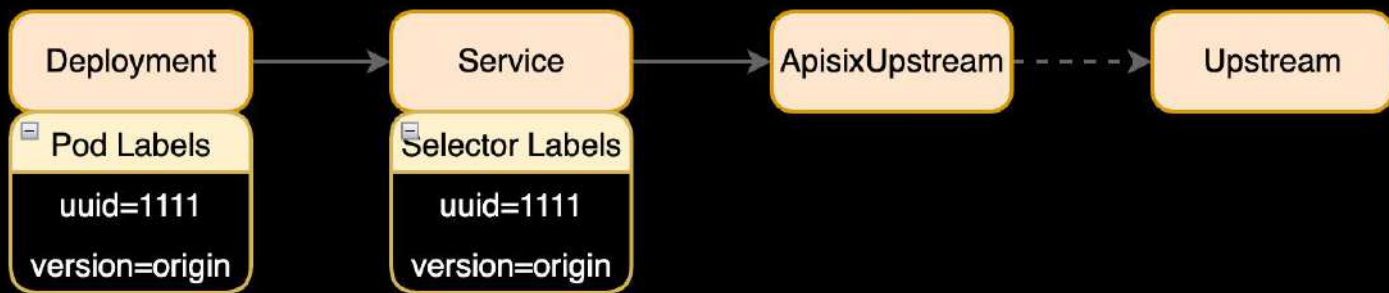 Deployment
Service
ApisixUpstream
Upstream
Pod Labels
Selector Labels
uuid=1111
uuid=1111
version=origin
version=origin